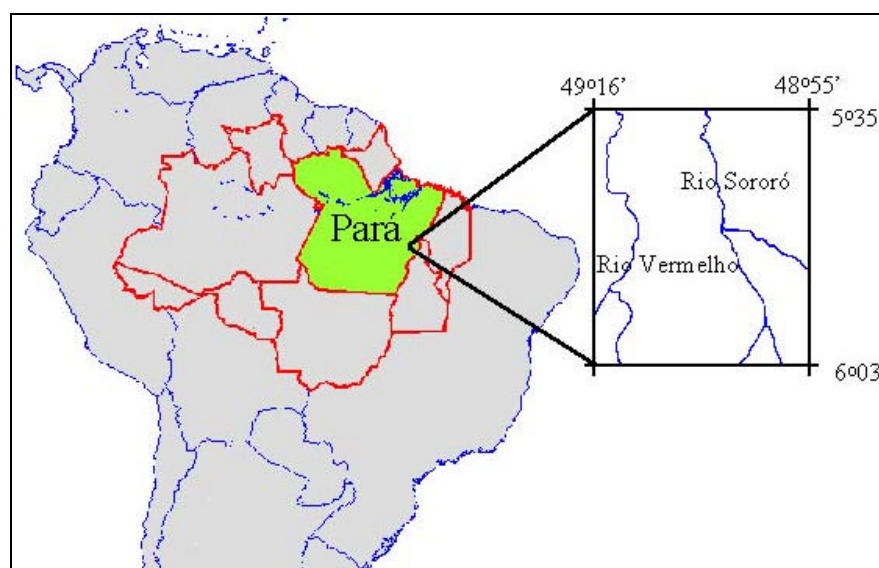 49º16’
48º55’
5º35
Rio Sororó
Pará
Rio Vermelho
6º03